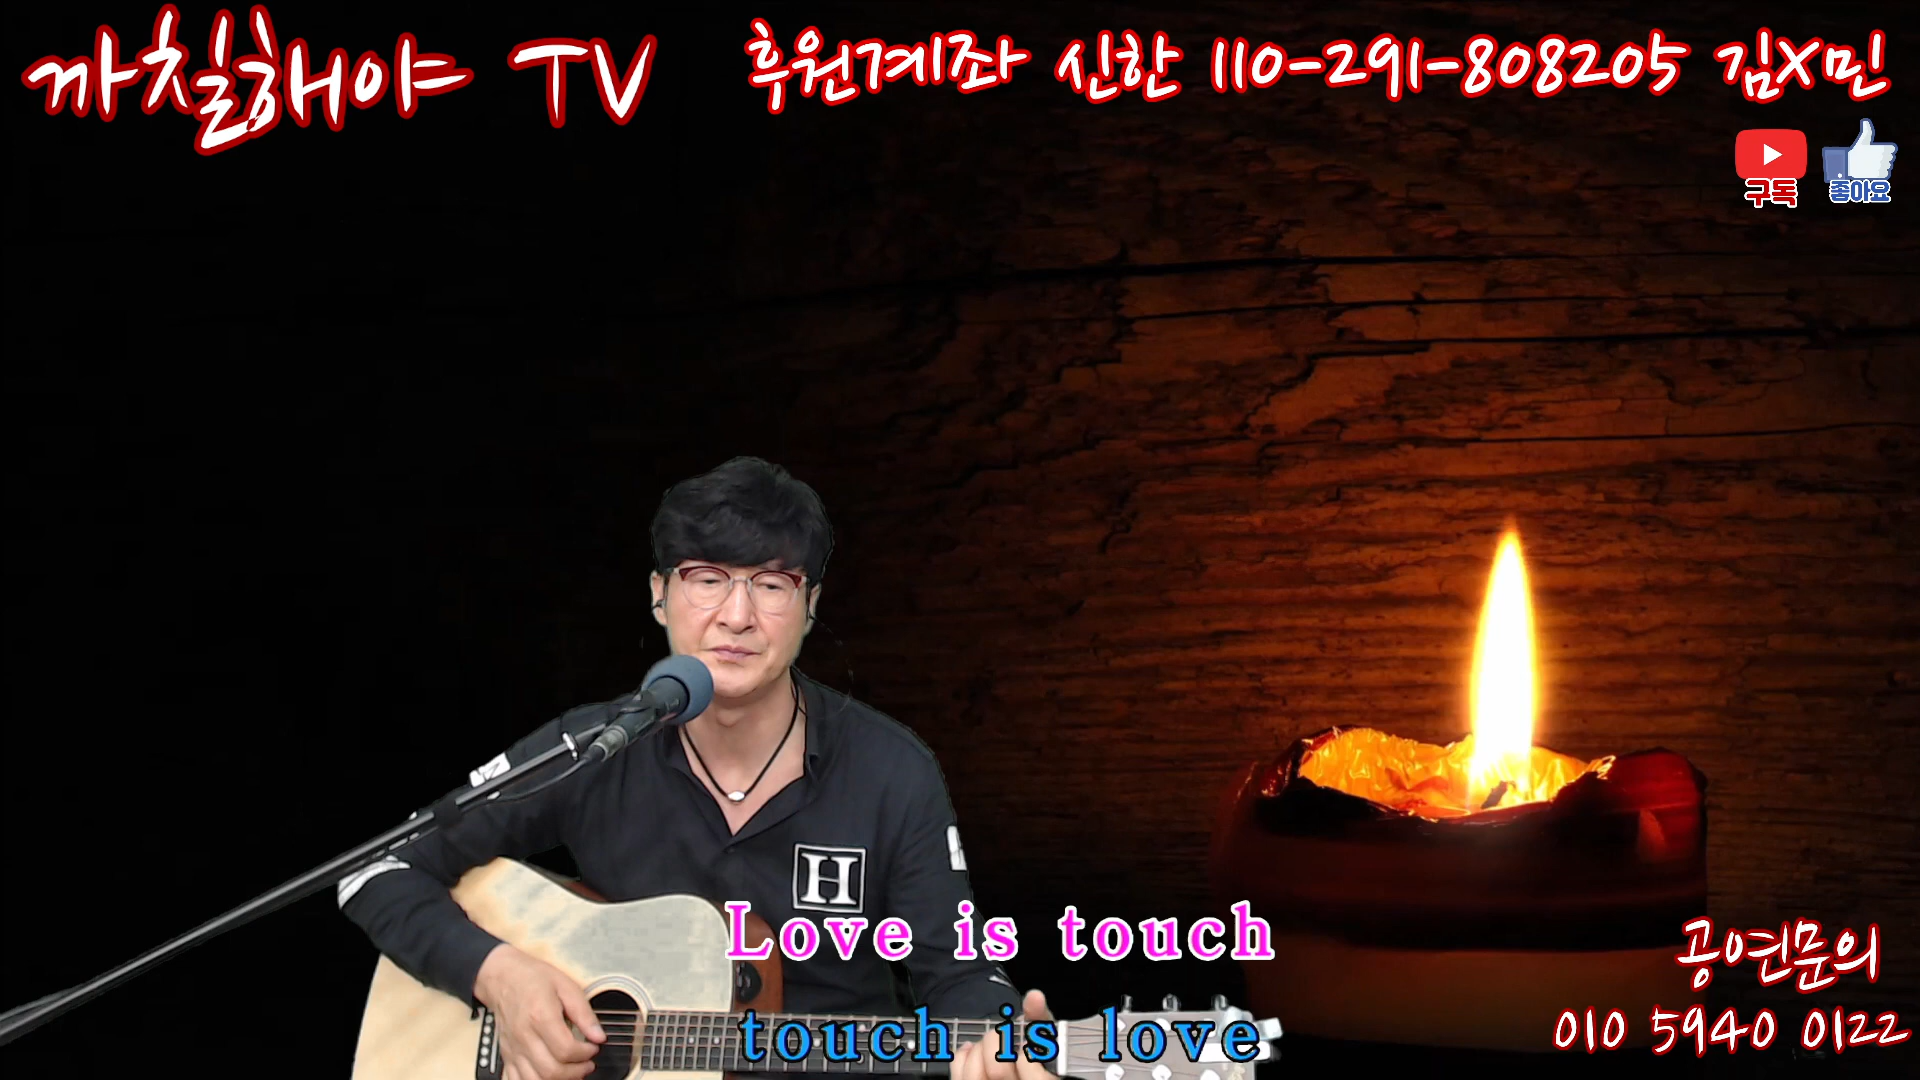 까칠해야 TV
후원계좌 신한 110-291-808205 김X민
구독
좋아요
H
Love is touch
touch is love
공연문의
010 5940 0122